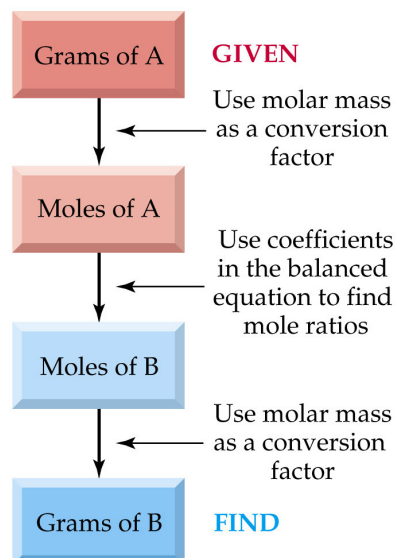 Grams of A
GIVEN
Use molar mass
as a conversion
factor
Moles of A
Use coefficients
in the balanced
equation to find
mole ratios
Moles of B
Use molar mass
as a conversion
factor
Grams of B
FIND